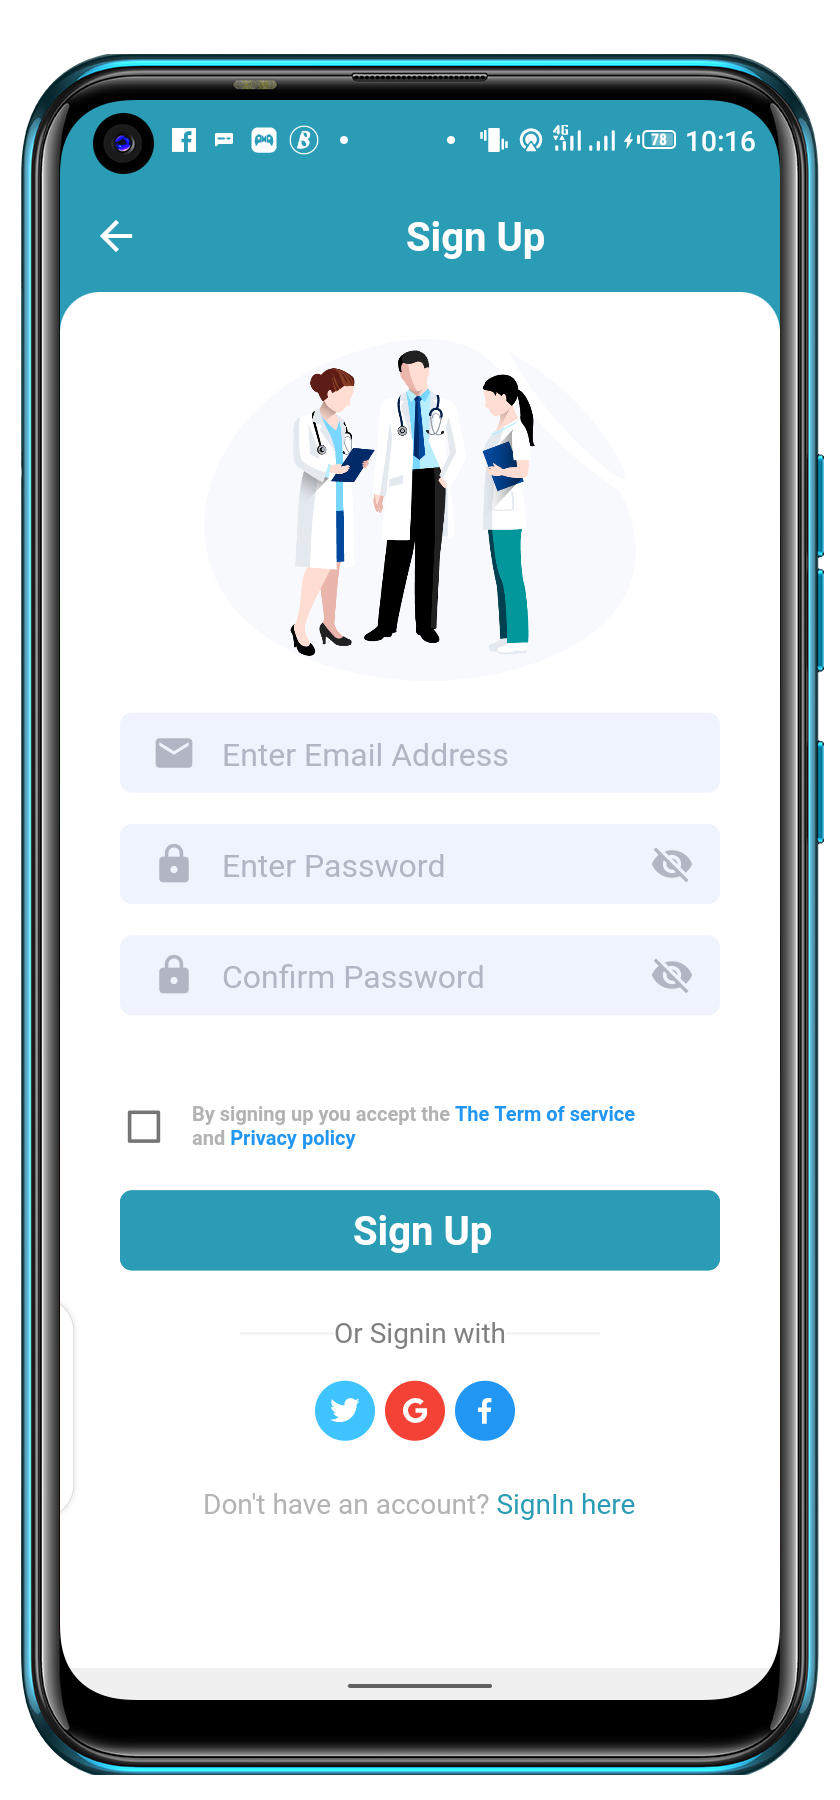 4G 78 10:16
Sign Up
Enter Email Address
Enter Password
Confirm Password
By signing up you accept the The Term of service
and Privacy policy
Sign Up
Or Signin with
Don't have an account? SignIn here